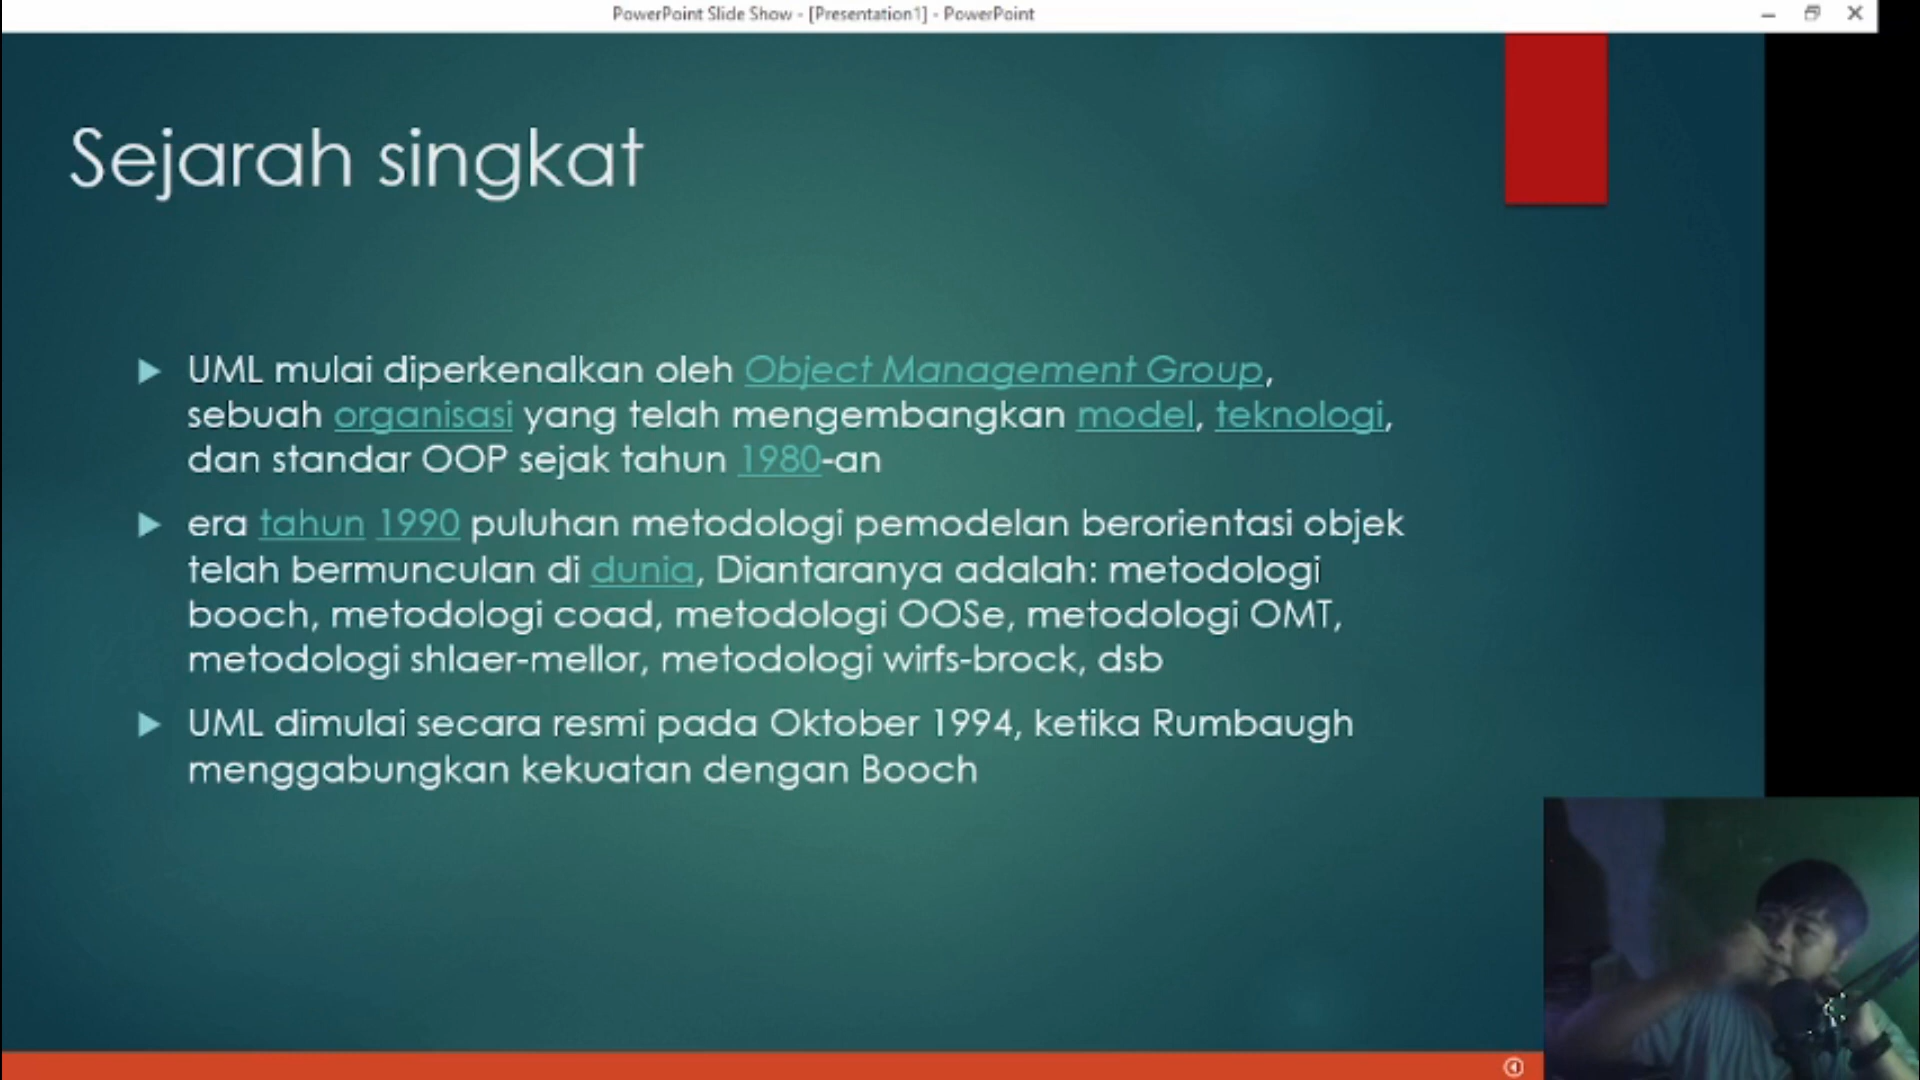 PowerPoint Slide Show - [Presentation1] - PowerPoint
Sejarah singkat
UML mulai diperkenalkan oleh Object Management Group,
sebuah organisasi yang telah mengembangkan model, teknologi,
dan standar OOP sejak tahun 1980-an
era tahun 1990 puluhan metodologi pemodelan berorientasi objek
telah bermunculan di dunia, Diantaranya adalah: metodologi
booch, metodologi coad, metodologi OOSe, metodologi OMT,
metodologi shlaer-mellor, metodologi wirfs-brock, dsb
UML dimulai secara resmi pada Oktober 1994, ketika Rumbaugh
menggabungkan kekuatan dengan Booch